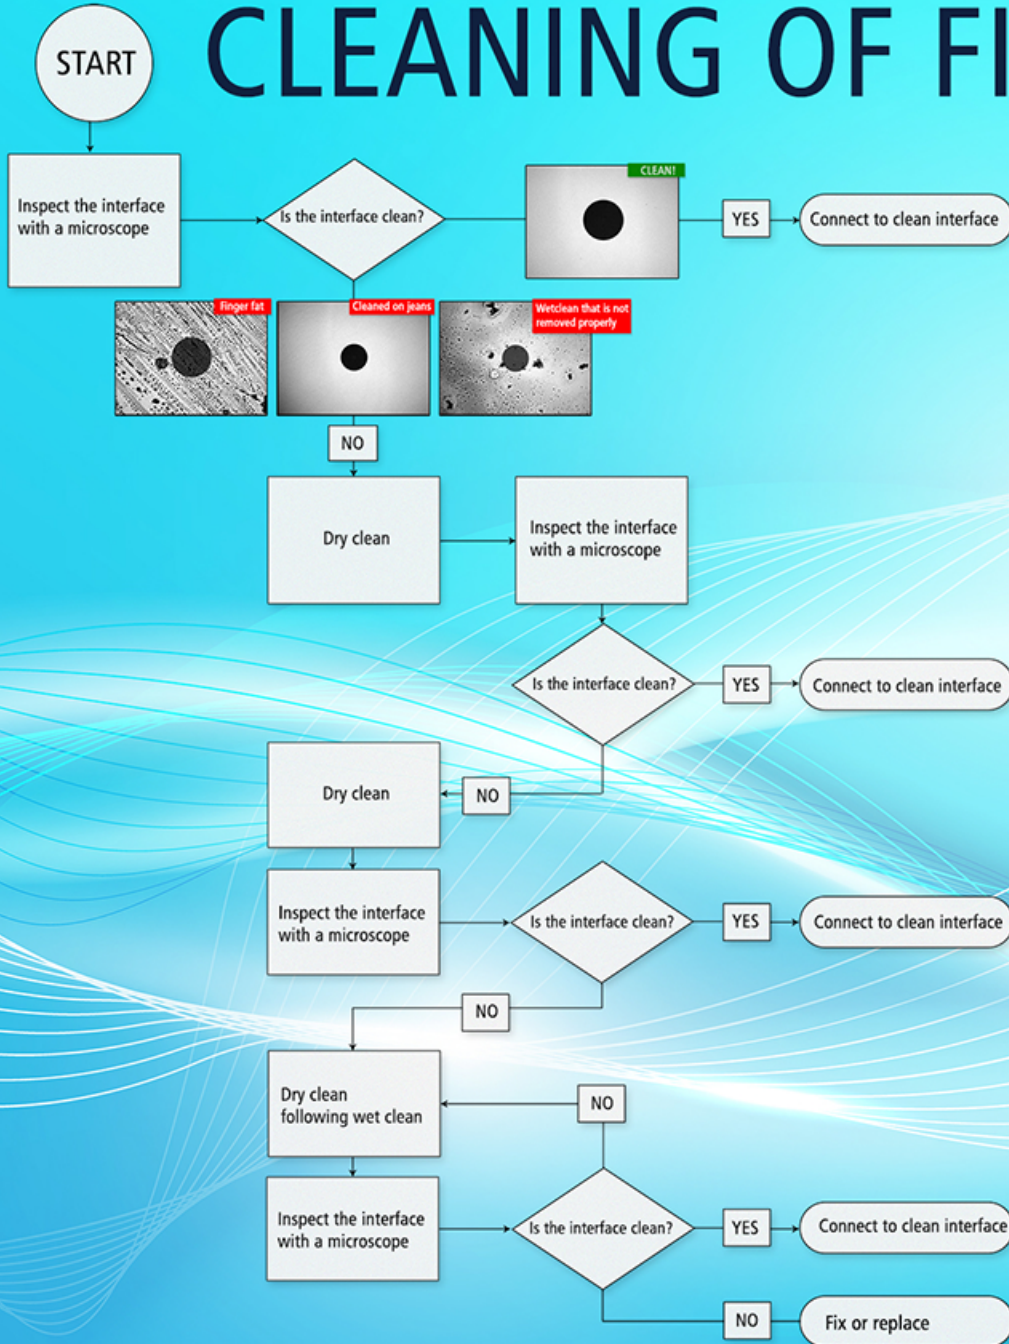 START
CLEANING OF FI
Inspect the interface
with a microscope
Is the interface clean?
CLEAN!
YES
Connect to clean interface
Finger fat
Cleaned on jeans
Wetclean that is not
removed properly
NO
Dry clean
Inspect the interface
with a microscope
Is the interface clean?
YES
Connect to clean interface
NO
Dry clean
Inspect the interface
with a microscope
Is the interface clean?
YES
Connect to clean interface
NO
Dry clean
following wet clean
NO
Inspect the interface
with a microscope
Is the interface clean?
YES
Connect to clean interface
NO
Fix or replace